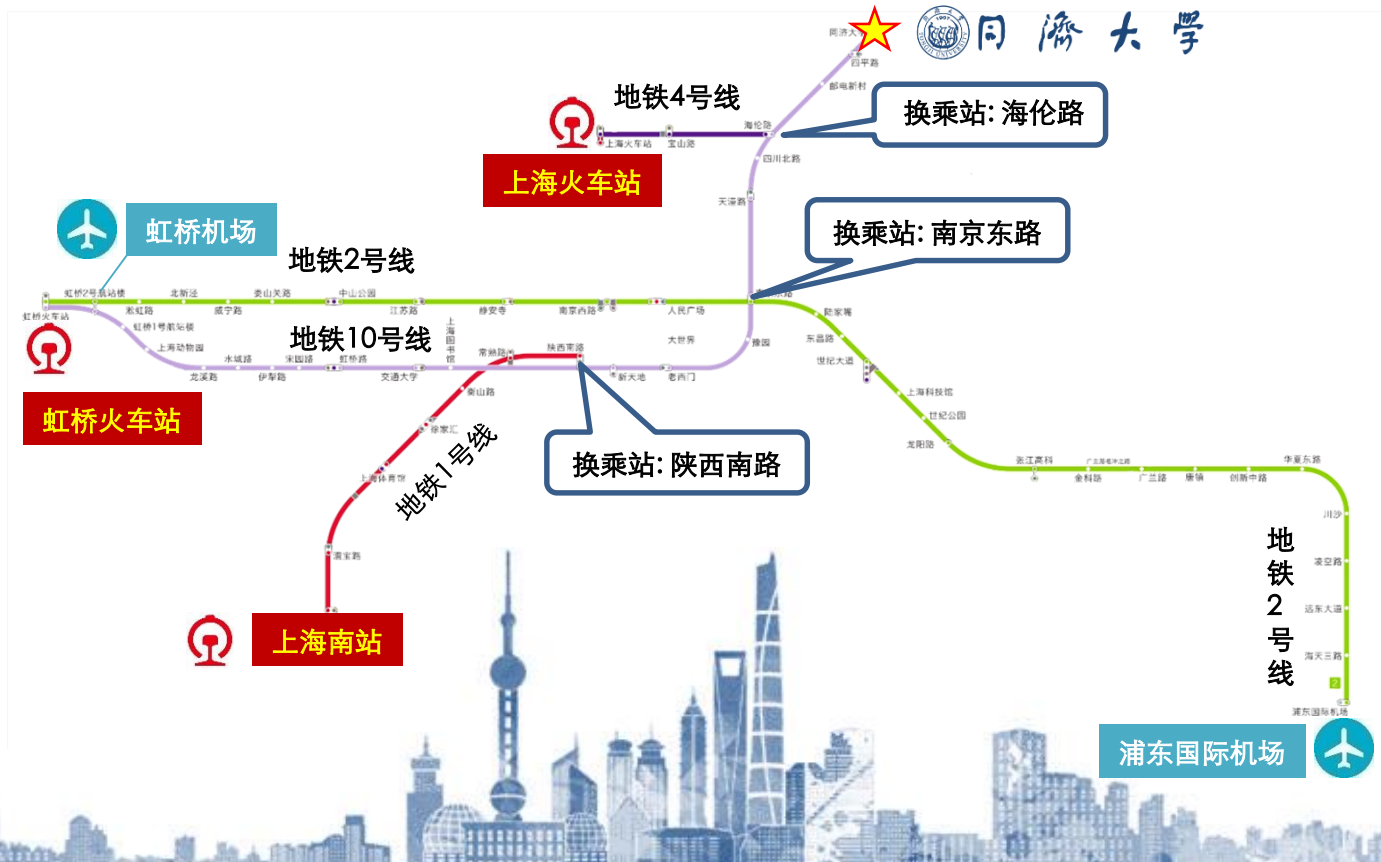 同济大学
同濟大學
四平路
邮电新村
地铁4号线
换乘站: 海伦路
海伦路
上海火车站
宝山路
四川北路
上海火车站
天潼路
虹桥机场
换乘站: 南京东路
地铁2号线
虹桥2号航站楼
北新泾
娄山关路
中山公园
虹桥火车站
淞虹路
威宁路
江苏路
静安寺
南京西路
人民广场
陆家嘴
虹桥1号航站楼
地铁10号线
上海图书馆
大世界
豫园
东昌路
上海动物园
水城路
宋园路
虹桥路
常熟路
陕西南路
世纪大道
龙溪路
伊犁路
交通大学
新天地
老西门
衡山路
上海科技馆
虹桥火车站
世纪公园
徐家汇
地铁1号线
换乘站: 陕西南路
龙阳路
张江高科
华夏东路
上海体育馆
金科路
广兰路
唐镇
创新中路
川沙
地铁2号线
漕宝路
凌空路
远东大道
上海南站
海天三路
2
浦东国际机场
浦东国际机场